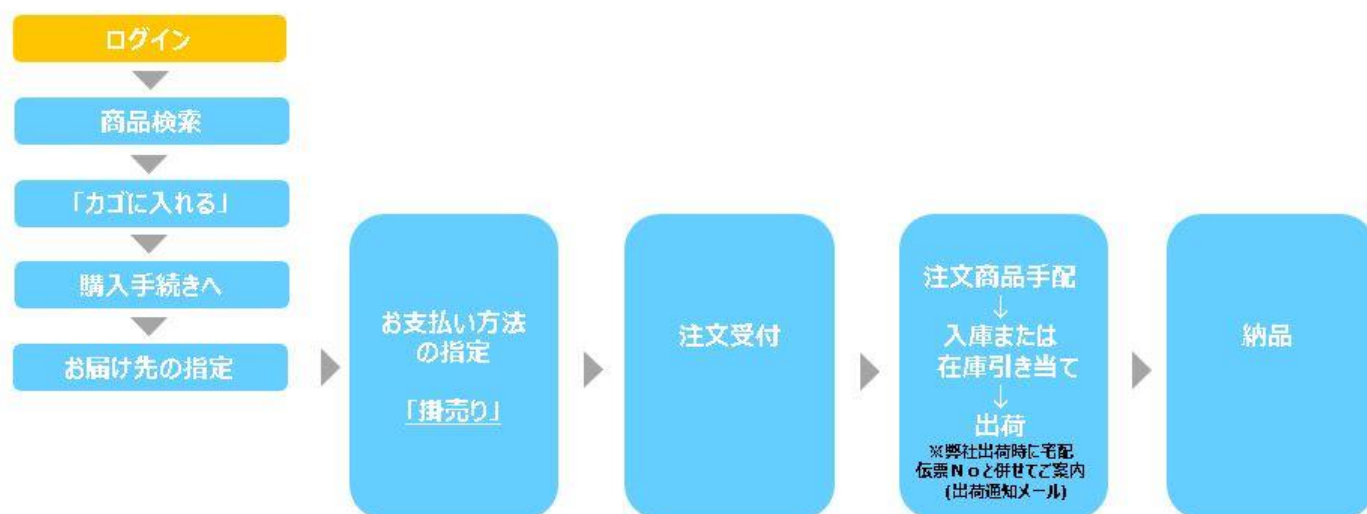 ログイン
商品検索
「カゴに入れる」
購入手続きへ
お届け先の指定
お支払い方法
の指定
「掛売り」
注文受付
注文商品手配
↓
入庫または
在庫引き当て
↓
出荷
※弊社出荷時に宅配
伝票Noと併せてご案内
(出荷通知メール)
納品